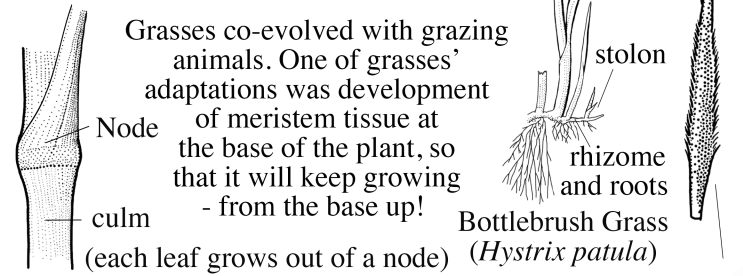 Grasses co-evolved with grazing
animals. One of grasses'
adaptations was development
of meristem tissue at
the base of the plant, so
that it will keep growing
- from the base up!
Node
culm
(each leaf grows out of a node)
stolon
rhizome
and roots
Bottlebrush Grass
(Hystrix patula)